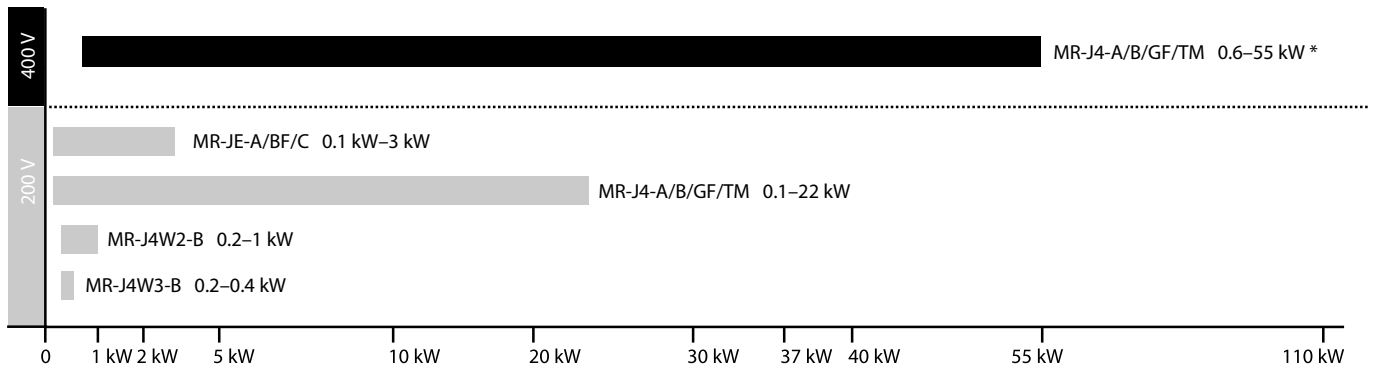 400 V
MR-J4-A/B/GF/TM 0.6–55 kW *
200 V
MR-JE-A/BF/C 0.1 kW–3 kW
MR-J4-A/B/GF/TM 0.1–22 kW
MR-J4W2-B 0.2–1 kW
MR-J4W3-B 0.2–0.4 kW
0 1 kW 2 kW 5 kW 10 kW 20 kW 30 kW 37 kW 40 kW 55 kW 110 kW